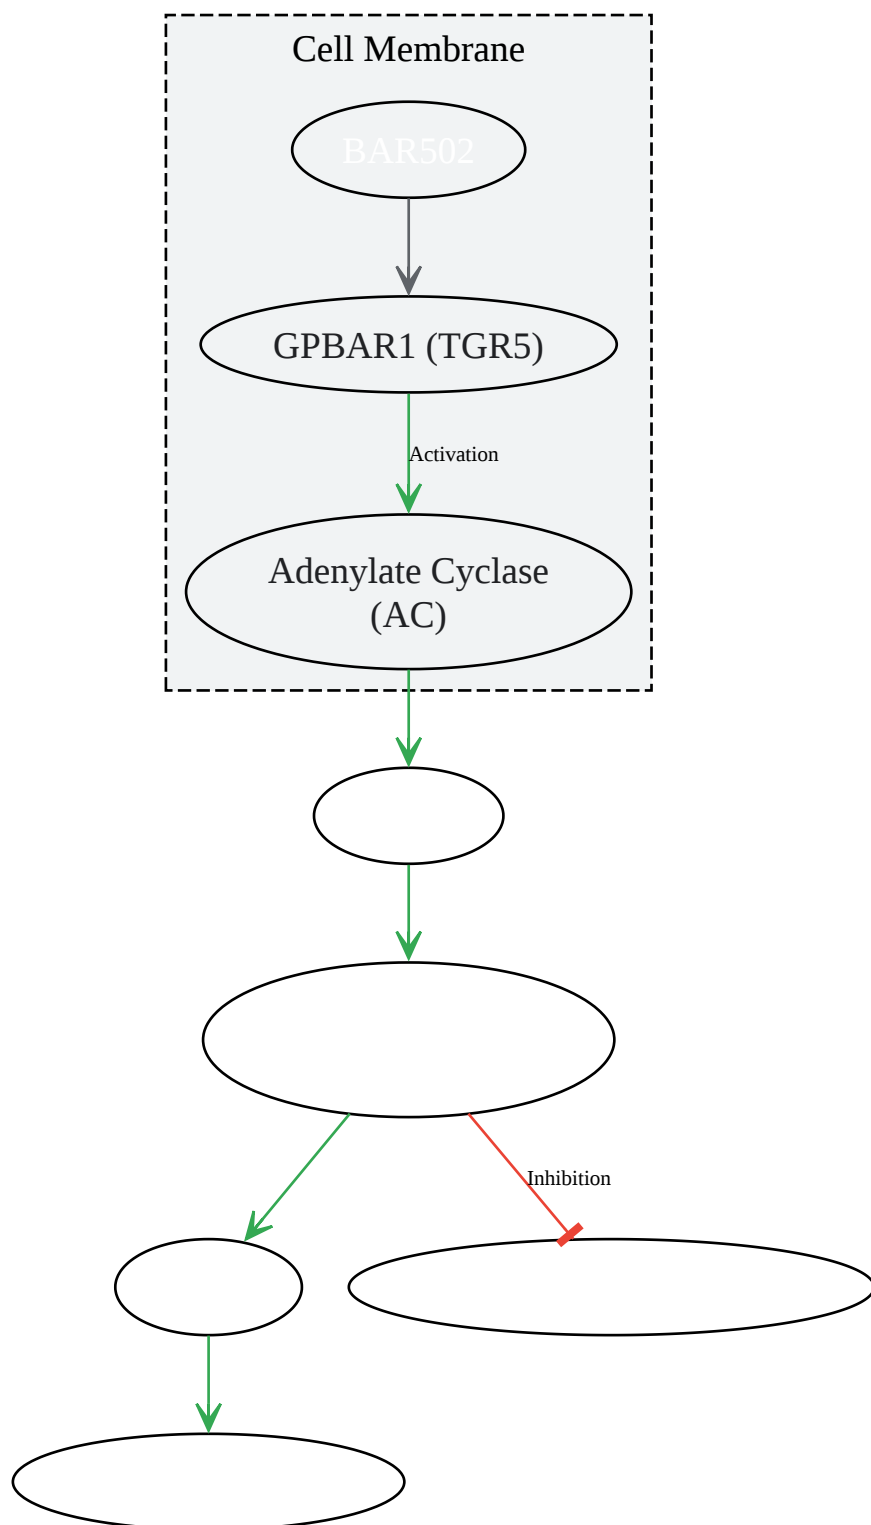 Cell Membrane
BAR502
GPBAR1 (TGR5)
Activation
Adenylate Cyclase
(AC)
Inhibition